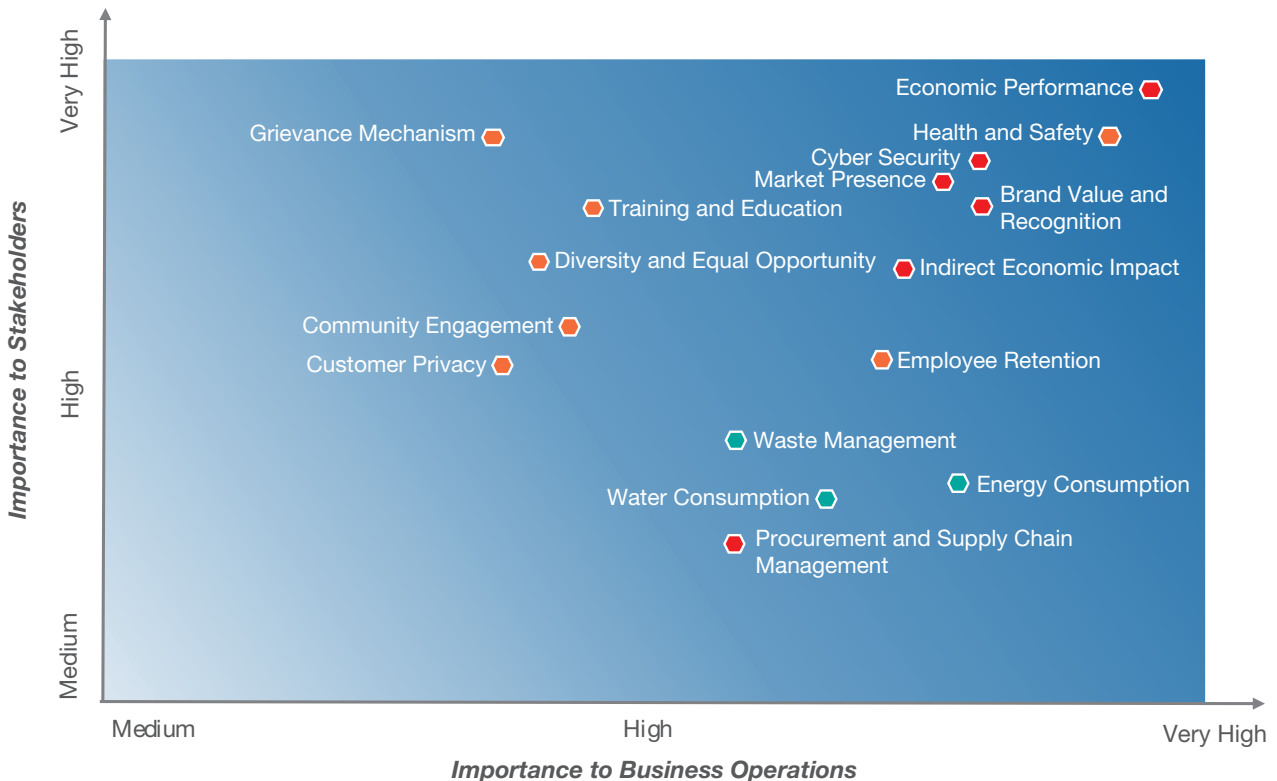 Very High
Economic Performance
Grievance Mechanism
Health and Safety
Cyber Security
Market Presence
Brand Value and
Recognition
Training and Education
Diversity and Equal Opportunity
Indirect Economic Impact
Importance to Stakeholders
Community Engagement
Customer Privacy
Employee Retention
High
Waste Management
Energy Consumption
Water Consumption
Procurement and Supply Chain
Management
Medium
Medium
High
Very High
Importance to Business Operations